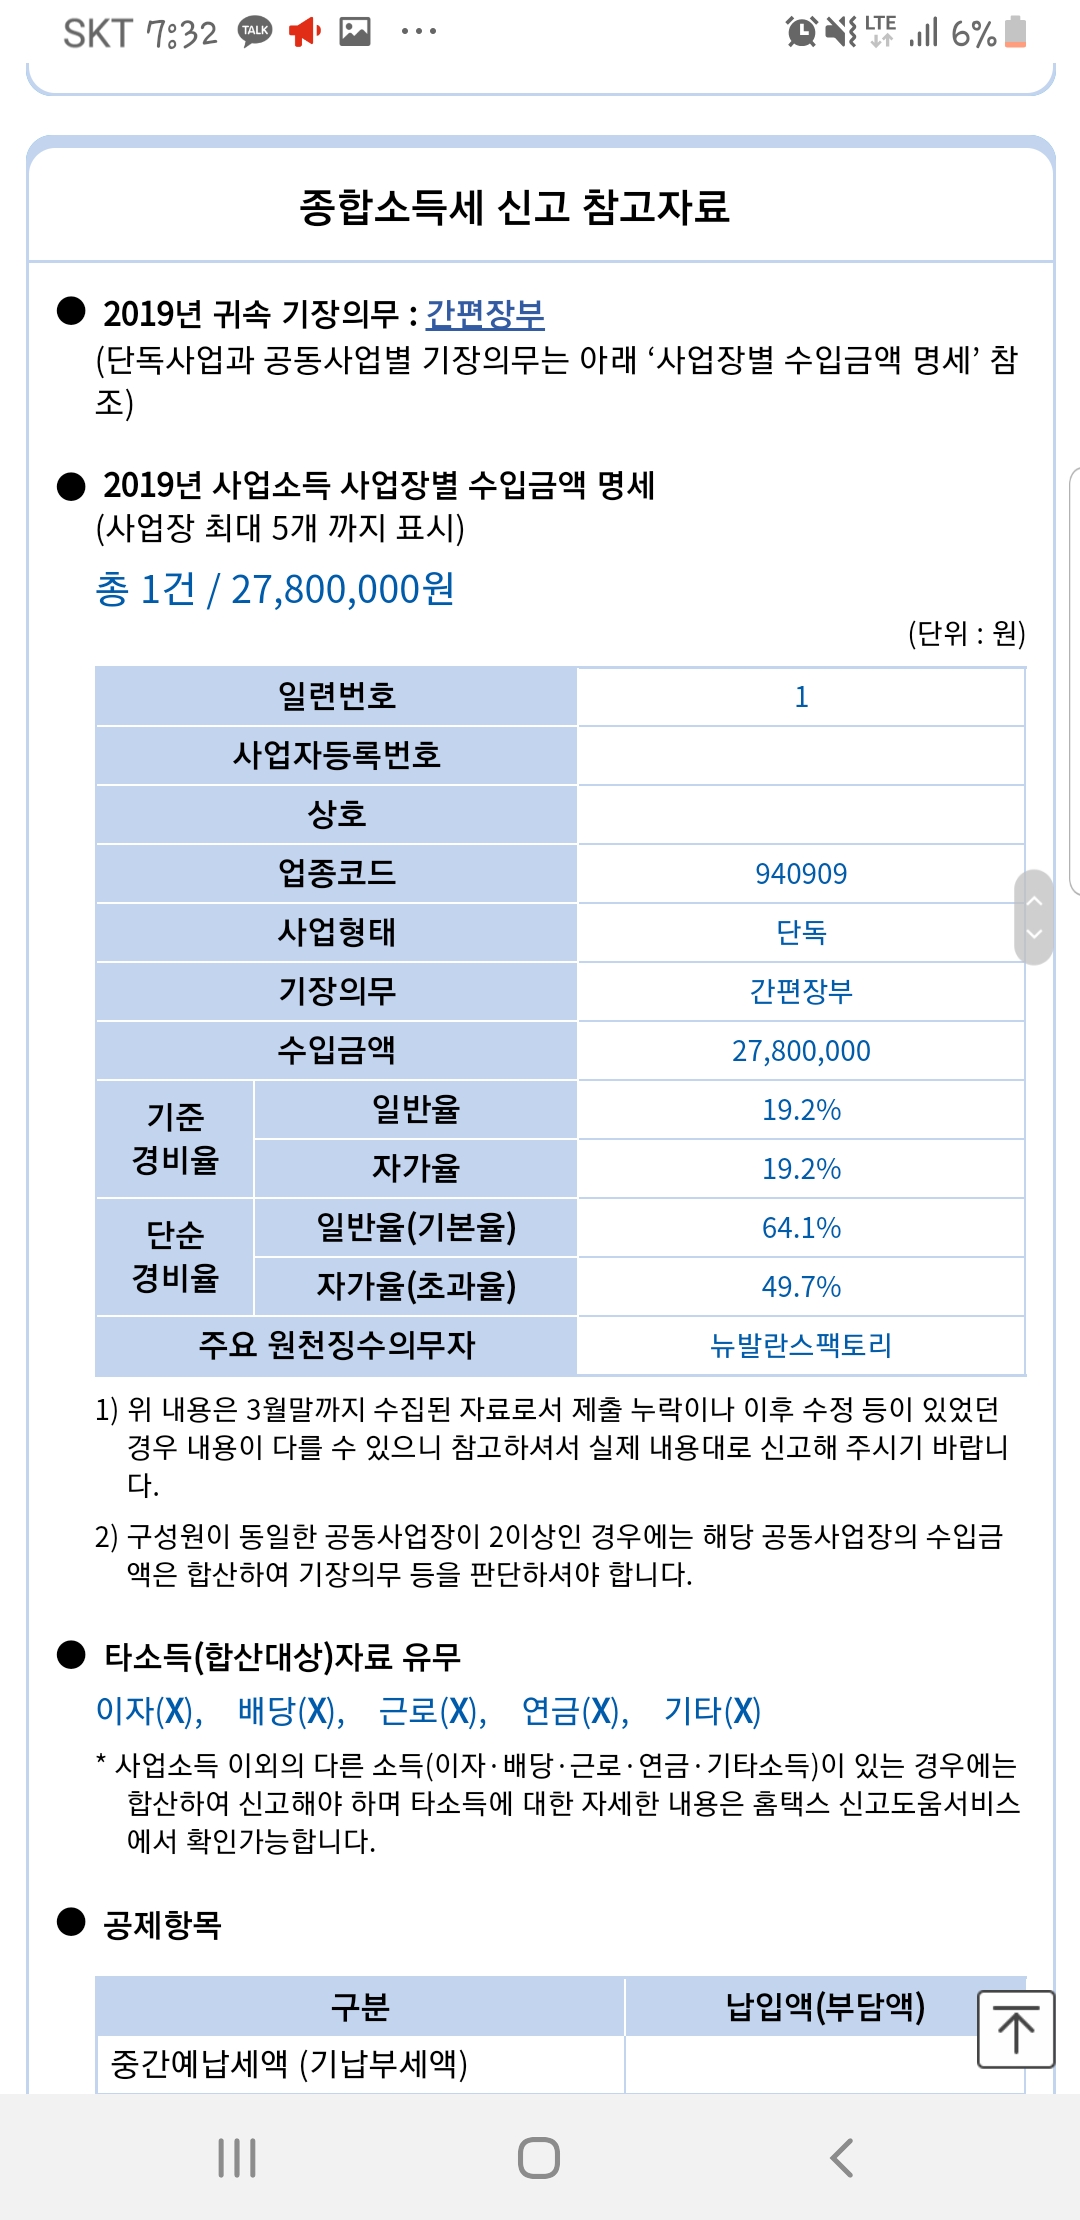 SKT 7:32 TALK ... LTE 6%
종합소득세 신고 참고자료
● 2019년 귀속 기장의무 : 간편장부
(단독사업과 공동사업별 기장의무는 아래 ‘사업장별 수입금액 명세’ 참
조)
● 2019년 사업소득 사업장별 수입금액 명세
(사업장 최대 5개 까지 표시)
총 1건 / 27,800,000원
(단위 : 원)
일련번호 1
사업자등록번호
상호
업종코드 940909
사업형태 단독
기장의무 간편장부
수입금액 27,800,000
기준
경비율
일반율 19.2%
자가율 19.2%
단순
경비율
일반율(기본율) 64.1%
자가율(초과율) 49.7%
주요 원천징수의무자 뉴발란스팩토리
1) 위 내용은 3월말까지 수집된 자료로서 제출 누락이나 이후 수정 등이 있었던
경우 내용이 다를 수 있으니 참고하셔서 실제 내용대로 신고해 주시기 바랍니
다.
2) 구성원이 동일한 공동사업장이 2이상인 경우에는 해당 공동사업장의 수입금
액은 합산하여 기장의무 등을 판단하셔야 합니다.
● 타소득(합산대상)자료 유무
이자(X), 배당(X), 근로(X), 연금(X), 기타(X)
* 사업소득 이외의 다른 소득(이자·배당·근로·연금·기타소득)이 있는 경우에는
합산하여 신고해야 하며 타소득에 대한 자세한 내용은 홈택스 신고도움서비스
에서 확인가능합니다.
● 공제항목
구분 납입액(부담액)
중간예납세액 (기납부세액)